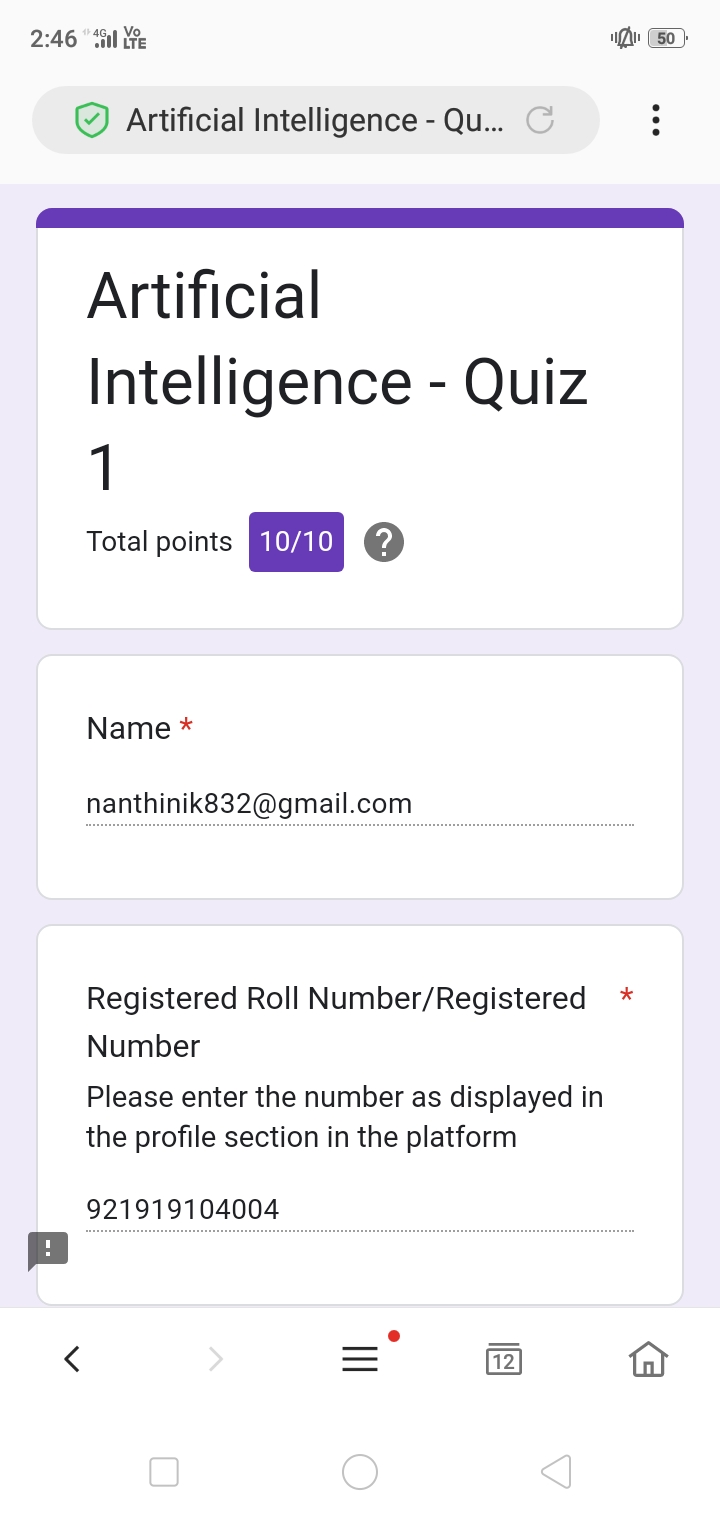 2:46 4G Vo LTE 50
Artificial Intelligence - Qu...
Artificial
Intelligence - Quiz
1
Total points 10/10 ?
Name *
nanthinik832@gmail.com
Registered Roll Number/Registered *
Number
Please enter the number as displayed in
the profile section in the platform
921919104004
!
12